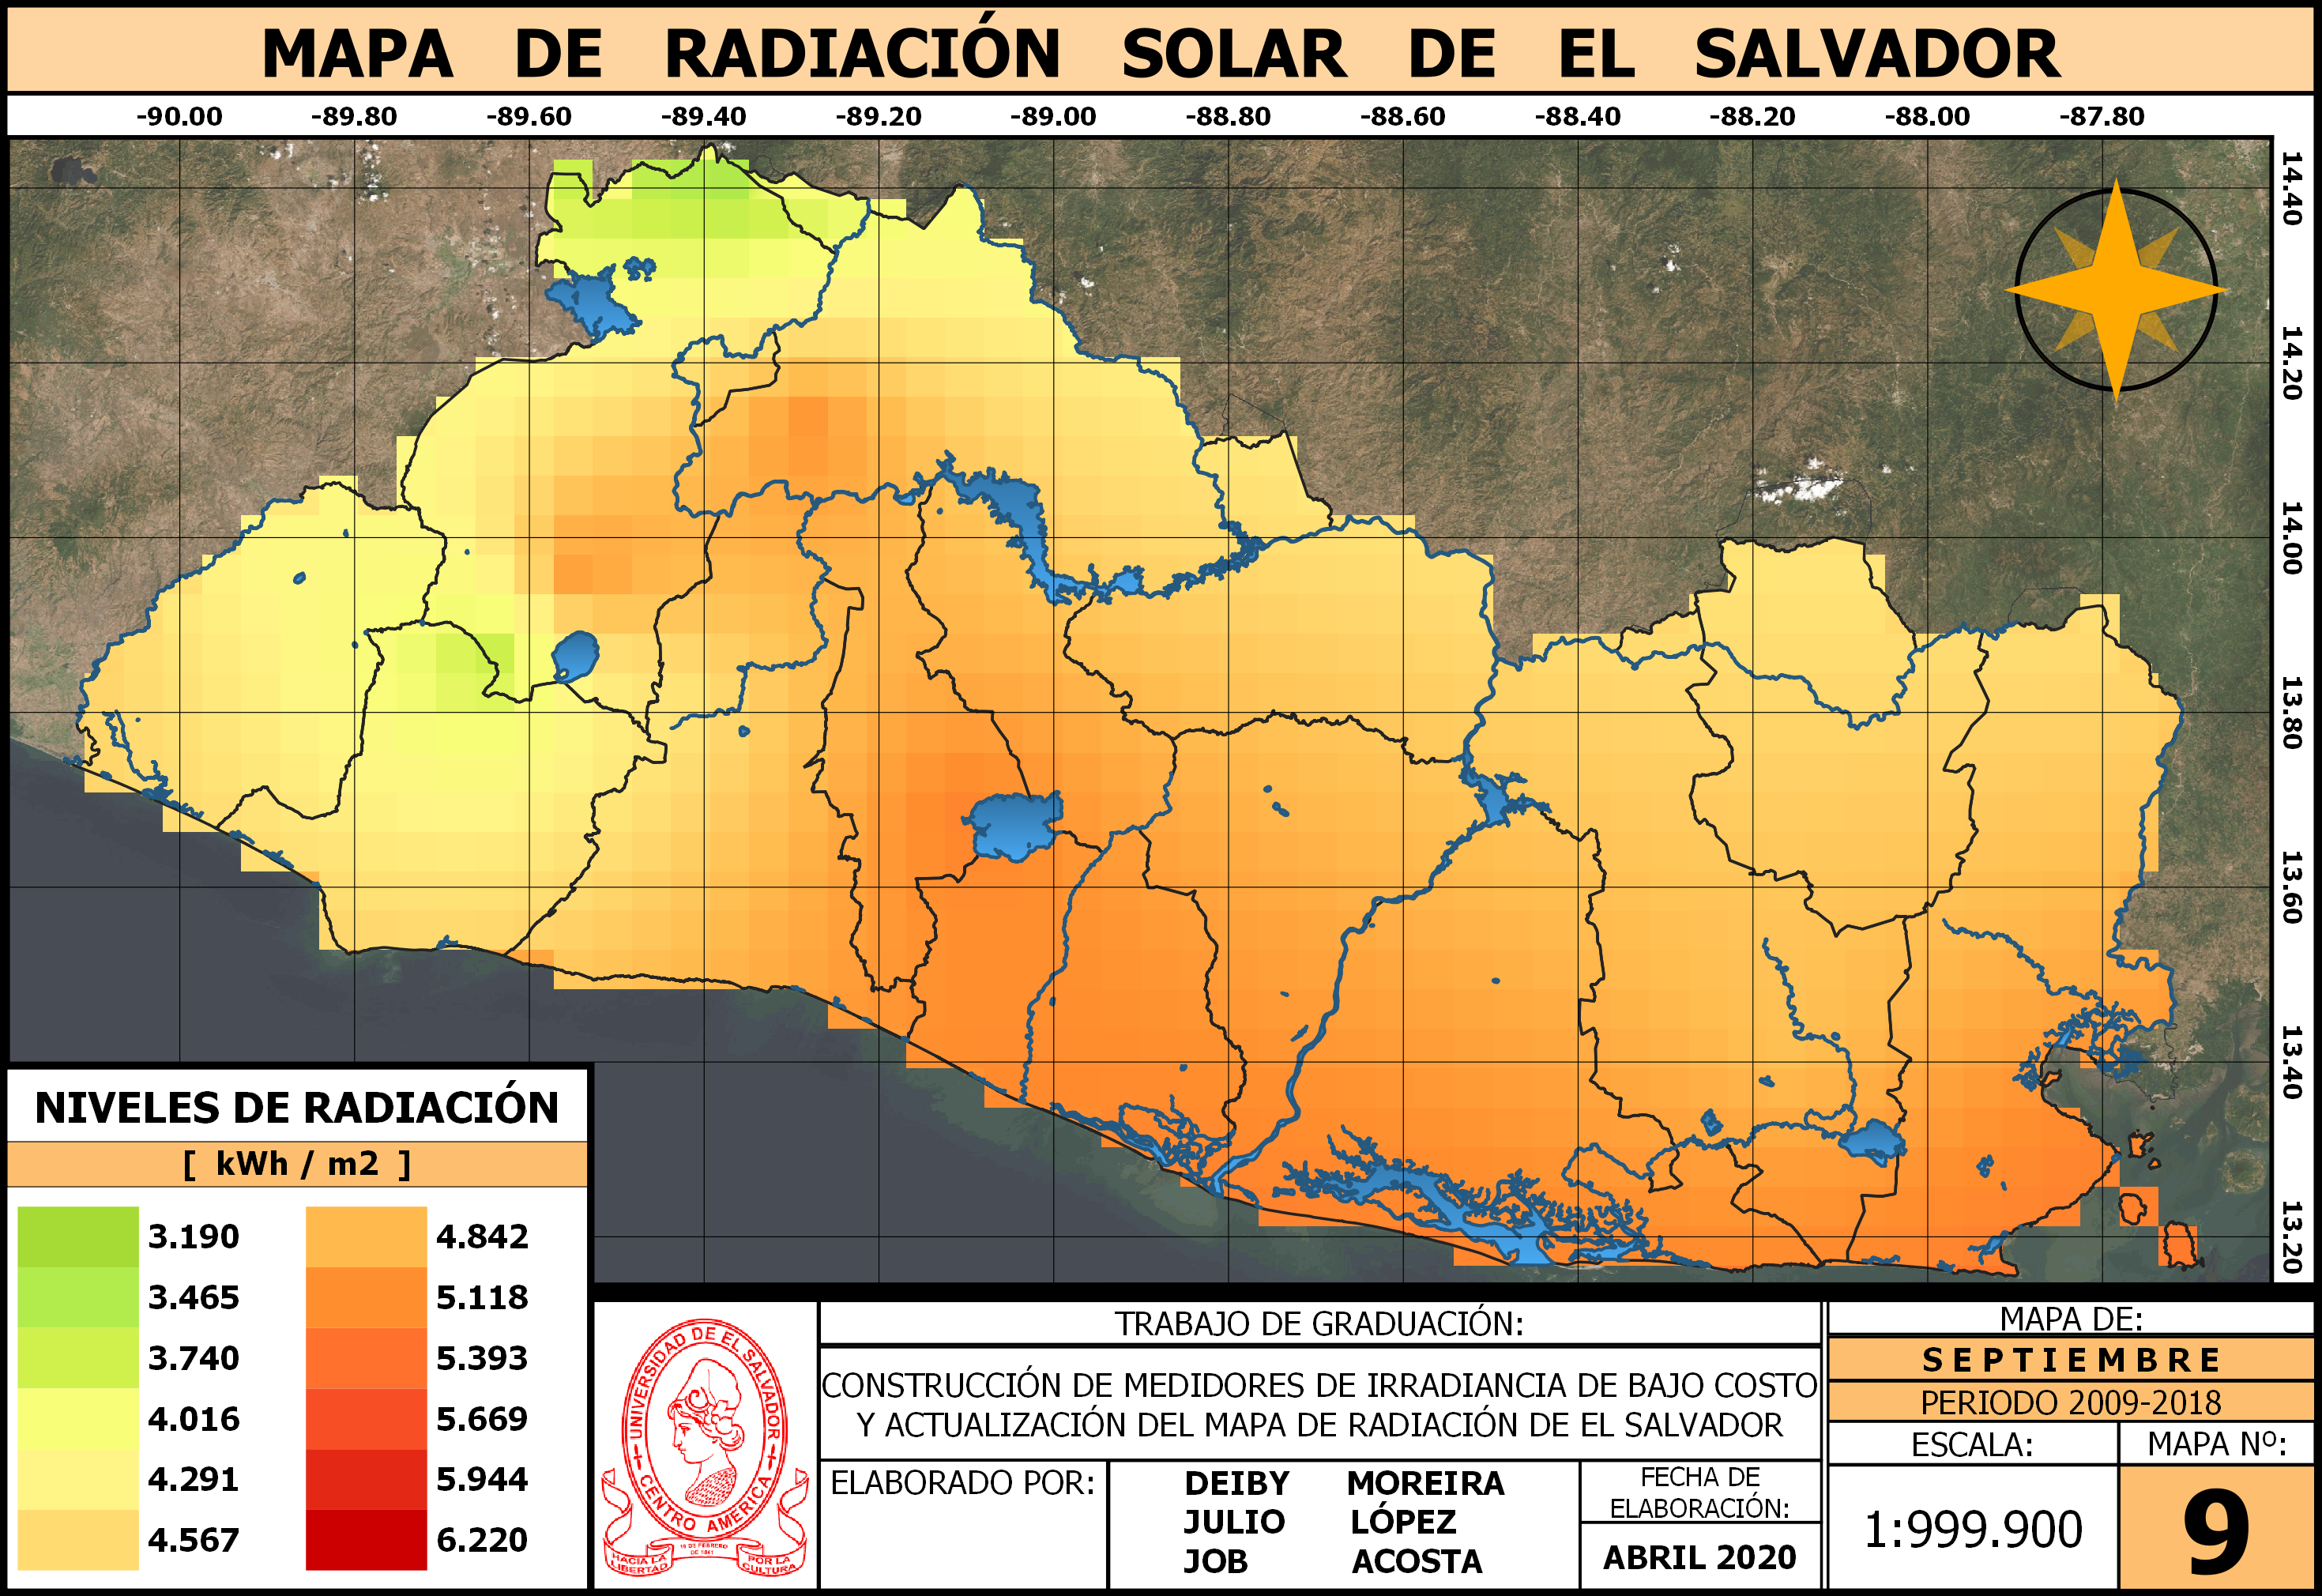 MAPA DE RADIACIÓN SOLAR DE EL SALVADOR
-90.00 -89.80 -89.60 -89.40 -89.20 -89.00 -88.80 -88.60 -88.40 -88.20 -88.00 -87.80
14.40
14.20
14.00
13.80
13.60
13.40
13.20
NIVELES DE RADIACIÓN
[ kWh / m2 ]
3.190 4.842
3.465 5.118
3.740 5.393
4.016 5.669
4.291 5.944
4.567 6.220
UNIVERSIDAD DE EL SALVADOR
CENTRO AMERICA
HACIA LA LIBERTAD
16 DE FEBRERO DE 1841
POR LA CULTURA
TRABAJO DE GRADUACIÓN:
CONSTRUCCIÓN DE MEDIDORES DE IRRADIANCIA DE BAJO COSTO
Y ACTUALIZACIÓN DEL MAPA DE RADIACIÓN DE EL SALVADOR
ELABORADO POR:
DEIBY MOREIRA
JULIO LÓPEZ
JOB ACOSTA
FECHA DE
ELABORACIÓN:
ABRIL 2020
MAPA DE:
SEPTIEMBRE
PERIODO 2009-2018
ESCALA:
1:999.900
MAPA Nº:
9